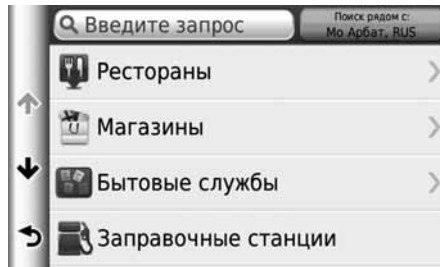 Введите запрос
Поиск рядом с:
Мо Арбат, RUS
Рестораны
Магазины
Бытовые службы
Заправочные станции